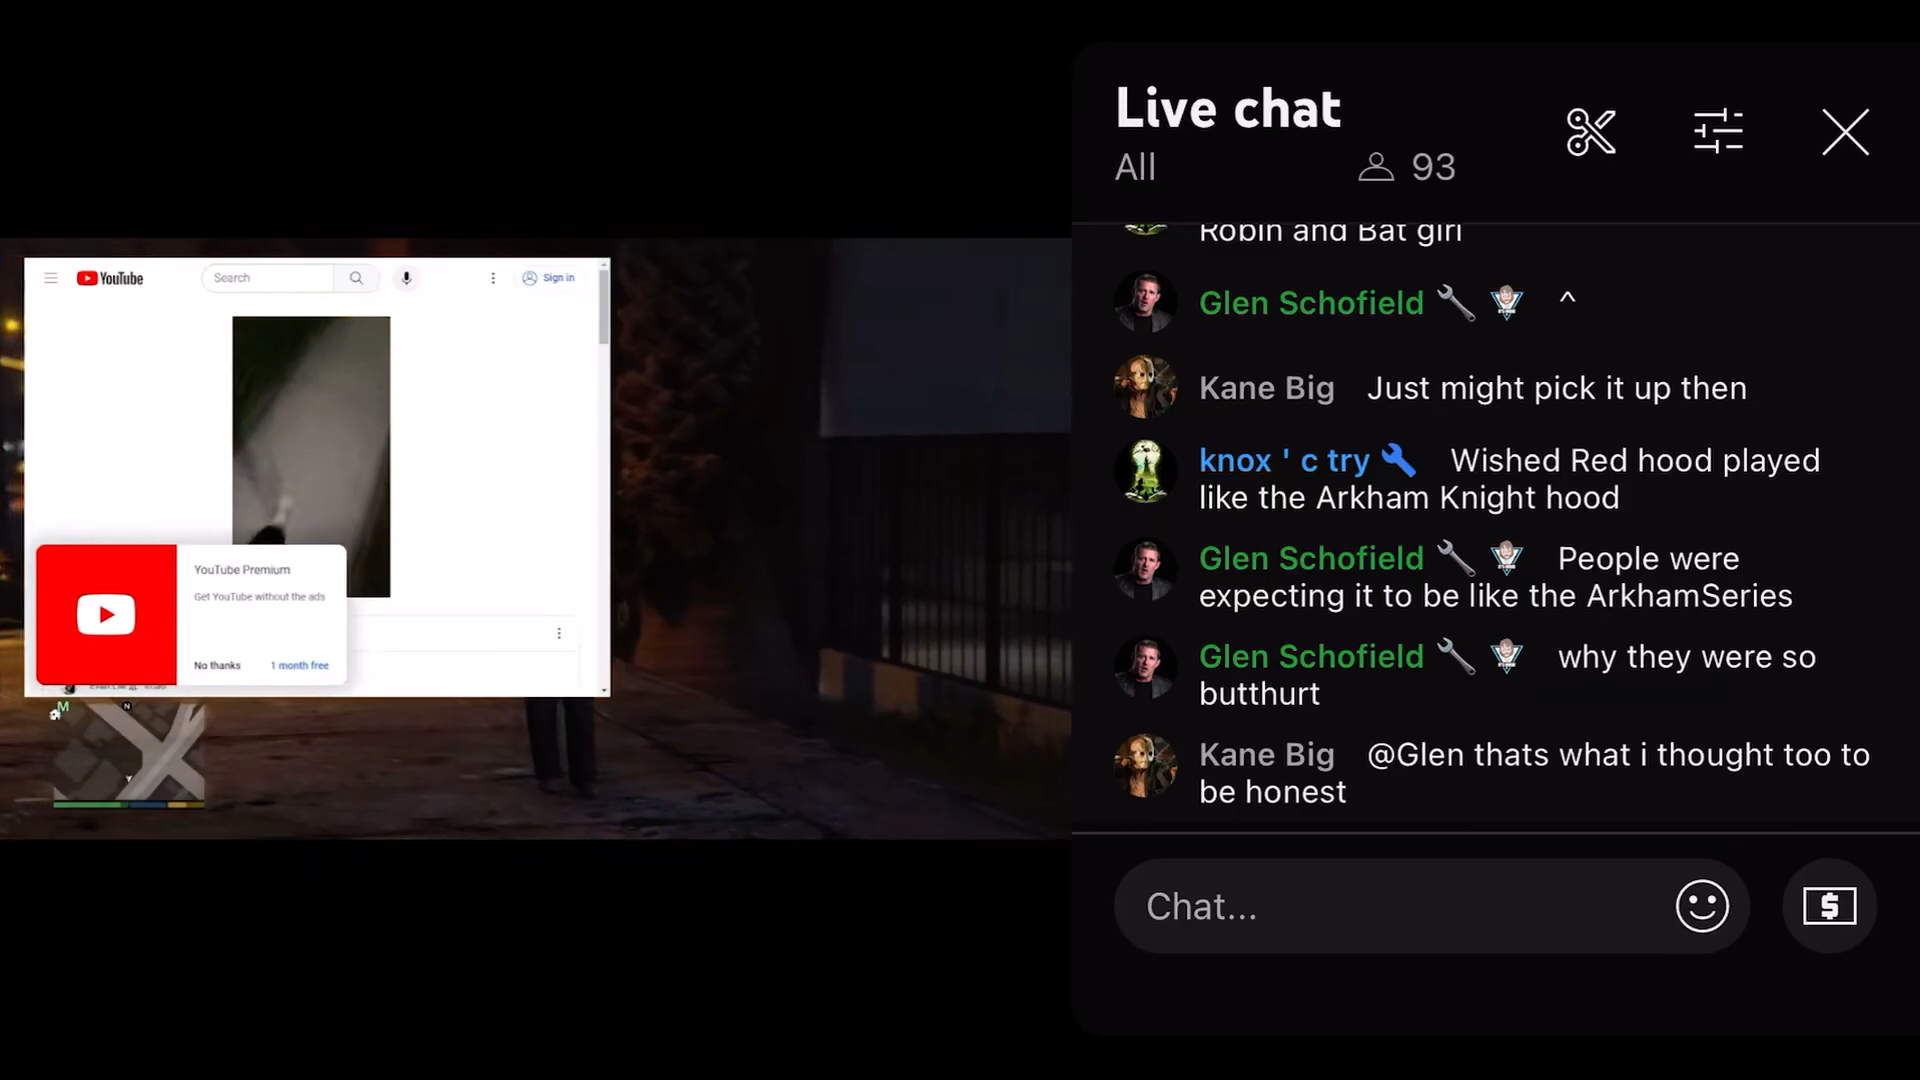 YouTube
Search
Sign in
YouTube Premium
Get YouTube without the ads
No thanks
1 month free
M
N
Live chat
All
93
Robin and Bat girl
Glen Schofield ^
Kane Big Just might pick it up then
knox ' c try Wished Red hood played
like the Arkham Knight hood
Glen Schofield People were
expecting it to be like the ArkhamSeries
Glen Schofield why they were so
butthurt
Kane Big @Glen thats what i thought too to
be honest
Chat...
$